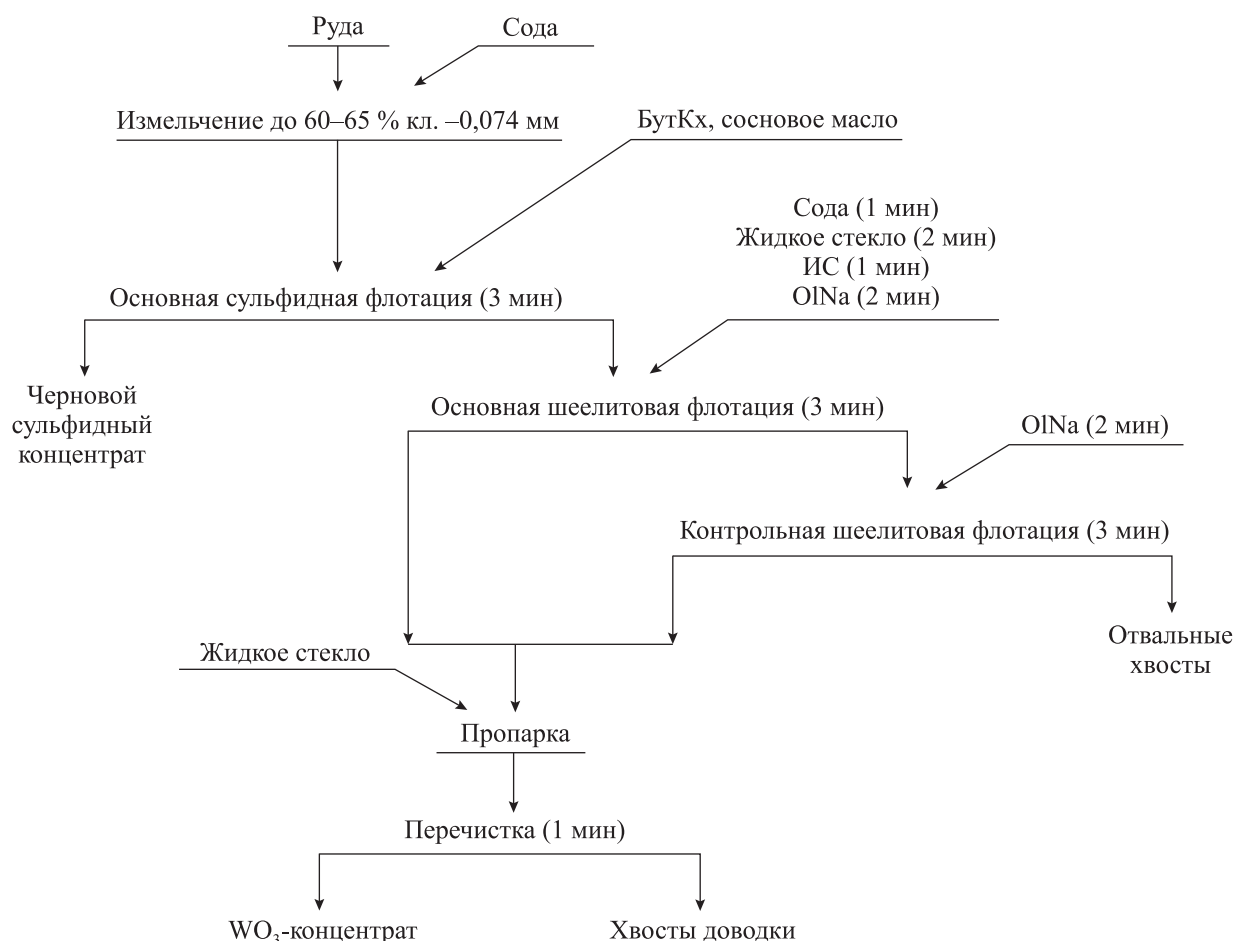 Руда
Сода
Измельчение до 60–65 % кл. –0,074 мм
БутКх, сосновое масло
Сода (1 мин)
Жидкое стекло (2 мин)
ИС (1 мин)
OlNa (2 мин)
Основная сульфидная флотация (3 мин)
Черновой
сульфидный
концентрат
Основная шеелитовая флотация (3 мин)
OlNa (2 мин)
Контрольная шеелитовая флотация (3 мин)
Отвальные
хвосты
Жидкое стекло
Пропарка
Перечистка (1 мин)
WO₃-концентрат
Хвосты доводки